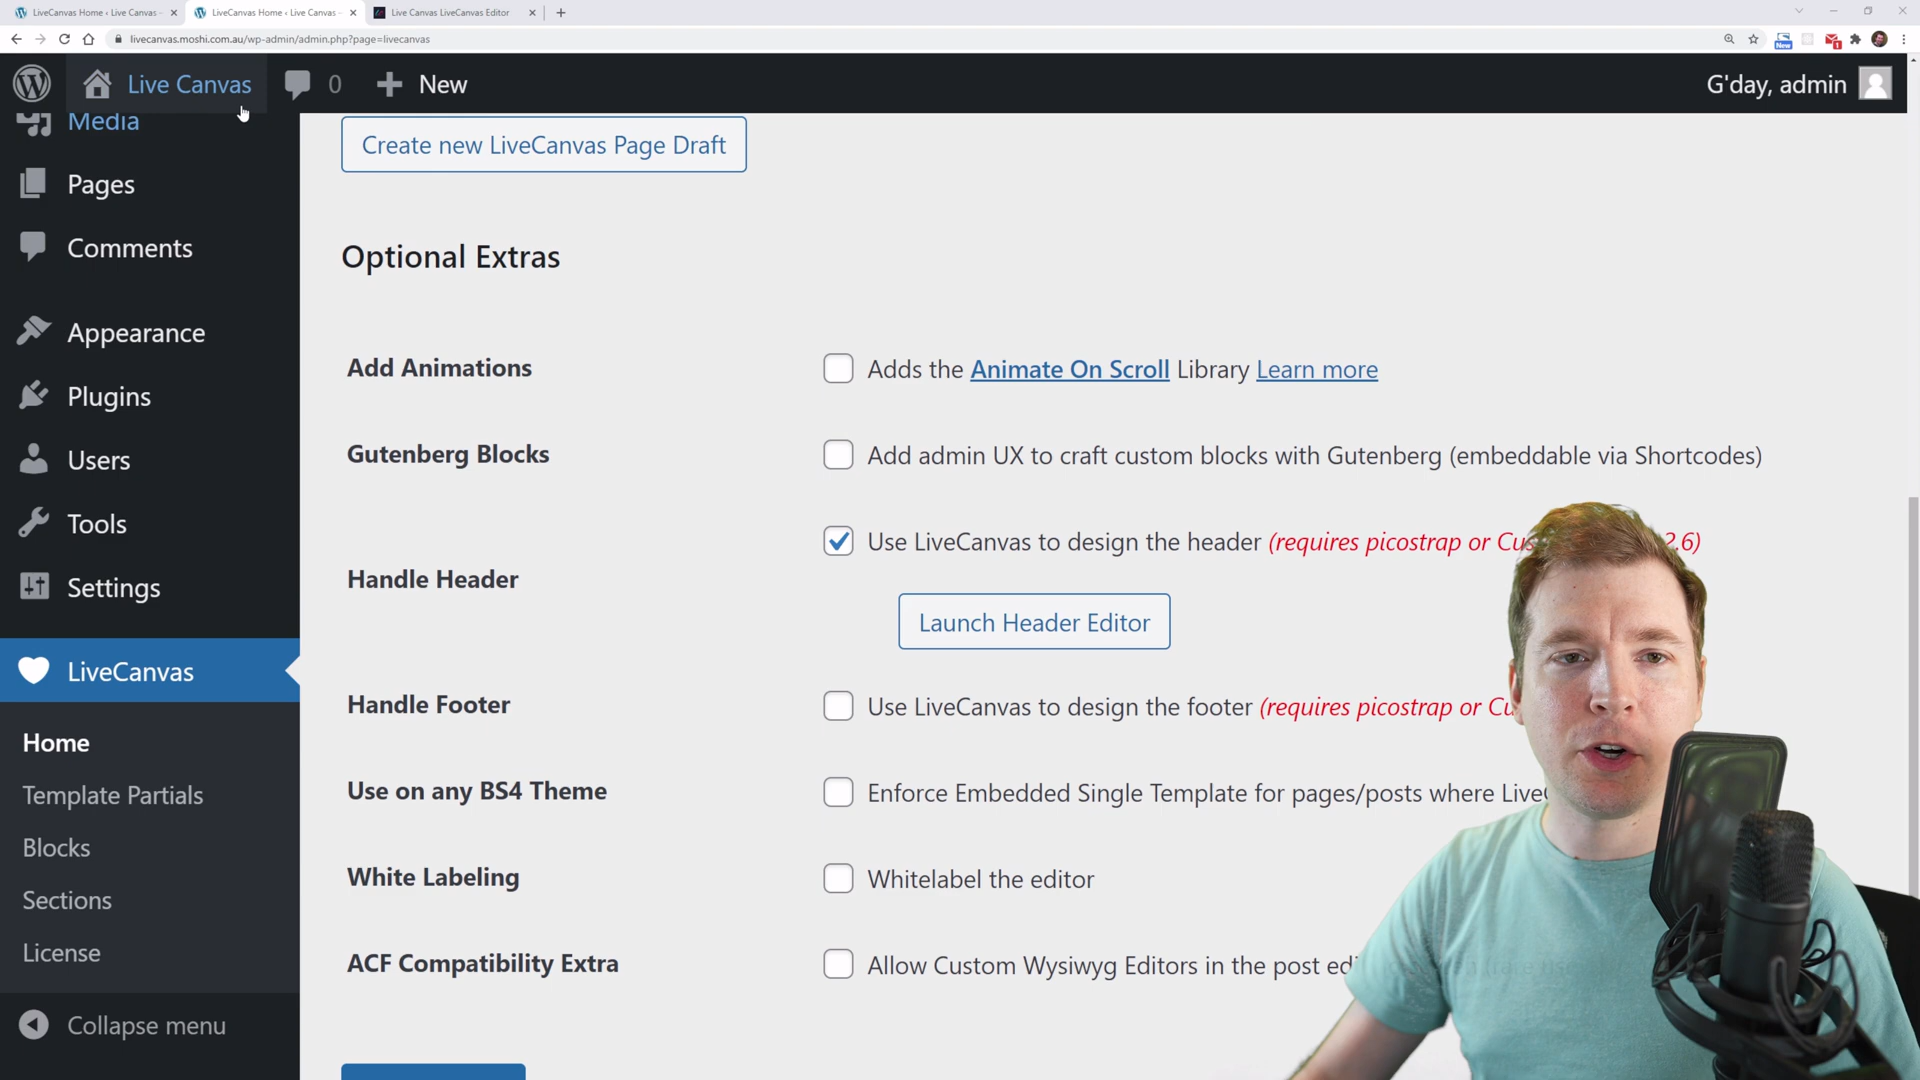 LiveCanvas Home ‹ Live Canvas –
LiveCanvas Home ‹ Live Canvas –
Live Canvas LiveCanvas Editor
livecanvas.moshi.com.au/wp-admin/admin.php?page=livecanvas
New
1
Live Canvas
0
New
G'day, admin
Media
Pages
Comments
Appearance
Plugins
Users
Tools
Settings
LiveCanvas
Home
Template Partials
Blocks
Sections
License
Collapse menu
Create new LiveCanvas Page Draft
Optional Extras
Add Animations
Adds the Animate On Scroll Library Learn more
Gutenberg Blocks
Add admin UX to craft custom blocks with Gutenberg (embeddable via Shortcodes)
Handle Header
Use LiveCanvas to design the header (requires picostrap or 2.6)
Launch Header Editor
Handle Footer
Use LiveCanvas to design the footer (requires picostrap or
Use on any BS4 Theme
Enforce Embedded Single Template for pages/posts where
White Labeling
Whitelabel the editor
ACF Compatibility Extra
Allow Custom Wysiwyg Editors in the post